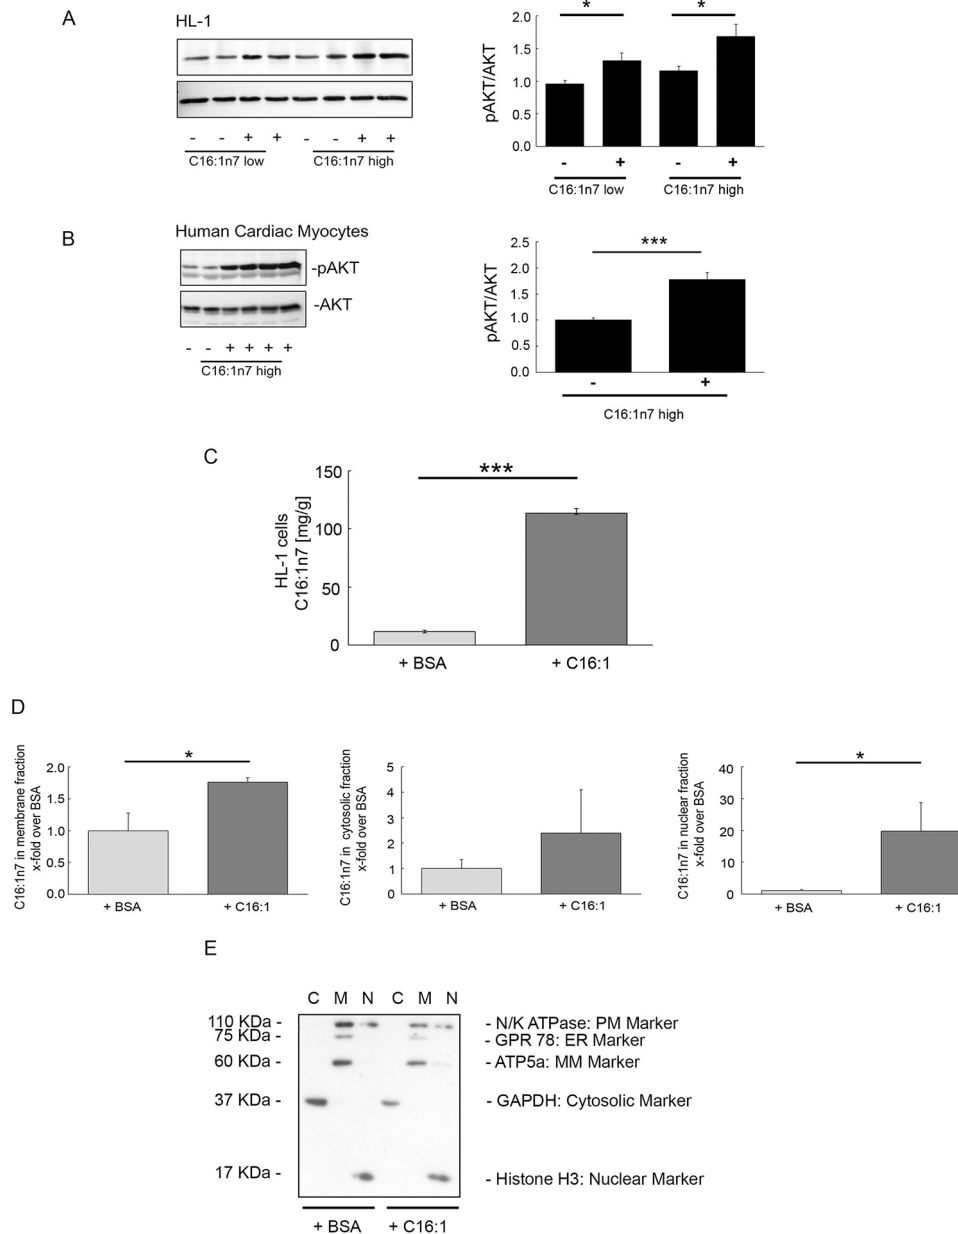 A
HL-1
- - + + - - + +
C16:1n7 low C16:1n7 high
* *
pAKT/AKT
2.0
1.5
1.0
0.5
0.0
- + - +
C16:1n7 low C16:1n7 high
B
Human Cardiac Myocytes
-pAKT
-AKT
- - + + + +
C16:1n7 high
***
pAKT/AKT
2.5
2.0
1.5
1.0
0.5
0.0
- +
C16:1n7 high
C
***
HL-1 cells
C16:1n7 [mg/g]
150
100
50
0
+ BSA + C16:1
D
*
C16:1n7 in membrane fraction
x-fold over BSA
2.0
1.5
1.0
0.5
0.0
+ BSA + C16:1
C16:1n7 in cytosolic fraction
x-fold over BSA
5
4
3
2
1
0
+ BSA + C16:1
*
C16:1n7 in nuclear fraction
x-fold over BSA
40
30
20
10
0
+ BSA + C16:1
E
C M N C M N
110 KDa - - N/K ATPase: PM Marker
75 KDa - - GPR 78: ER Marker
60 KDa - - ATP5a: MM Marker
37 KDa - - GAPDH: Cytosolic Marker
17 KDa - - Histone H3: Nuclear Marker
+ BSA + C16:1